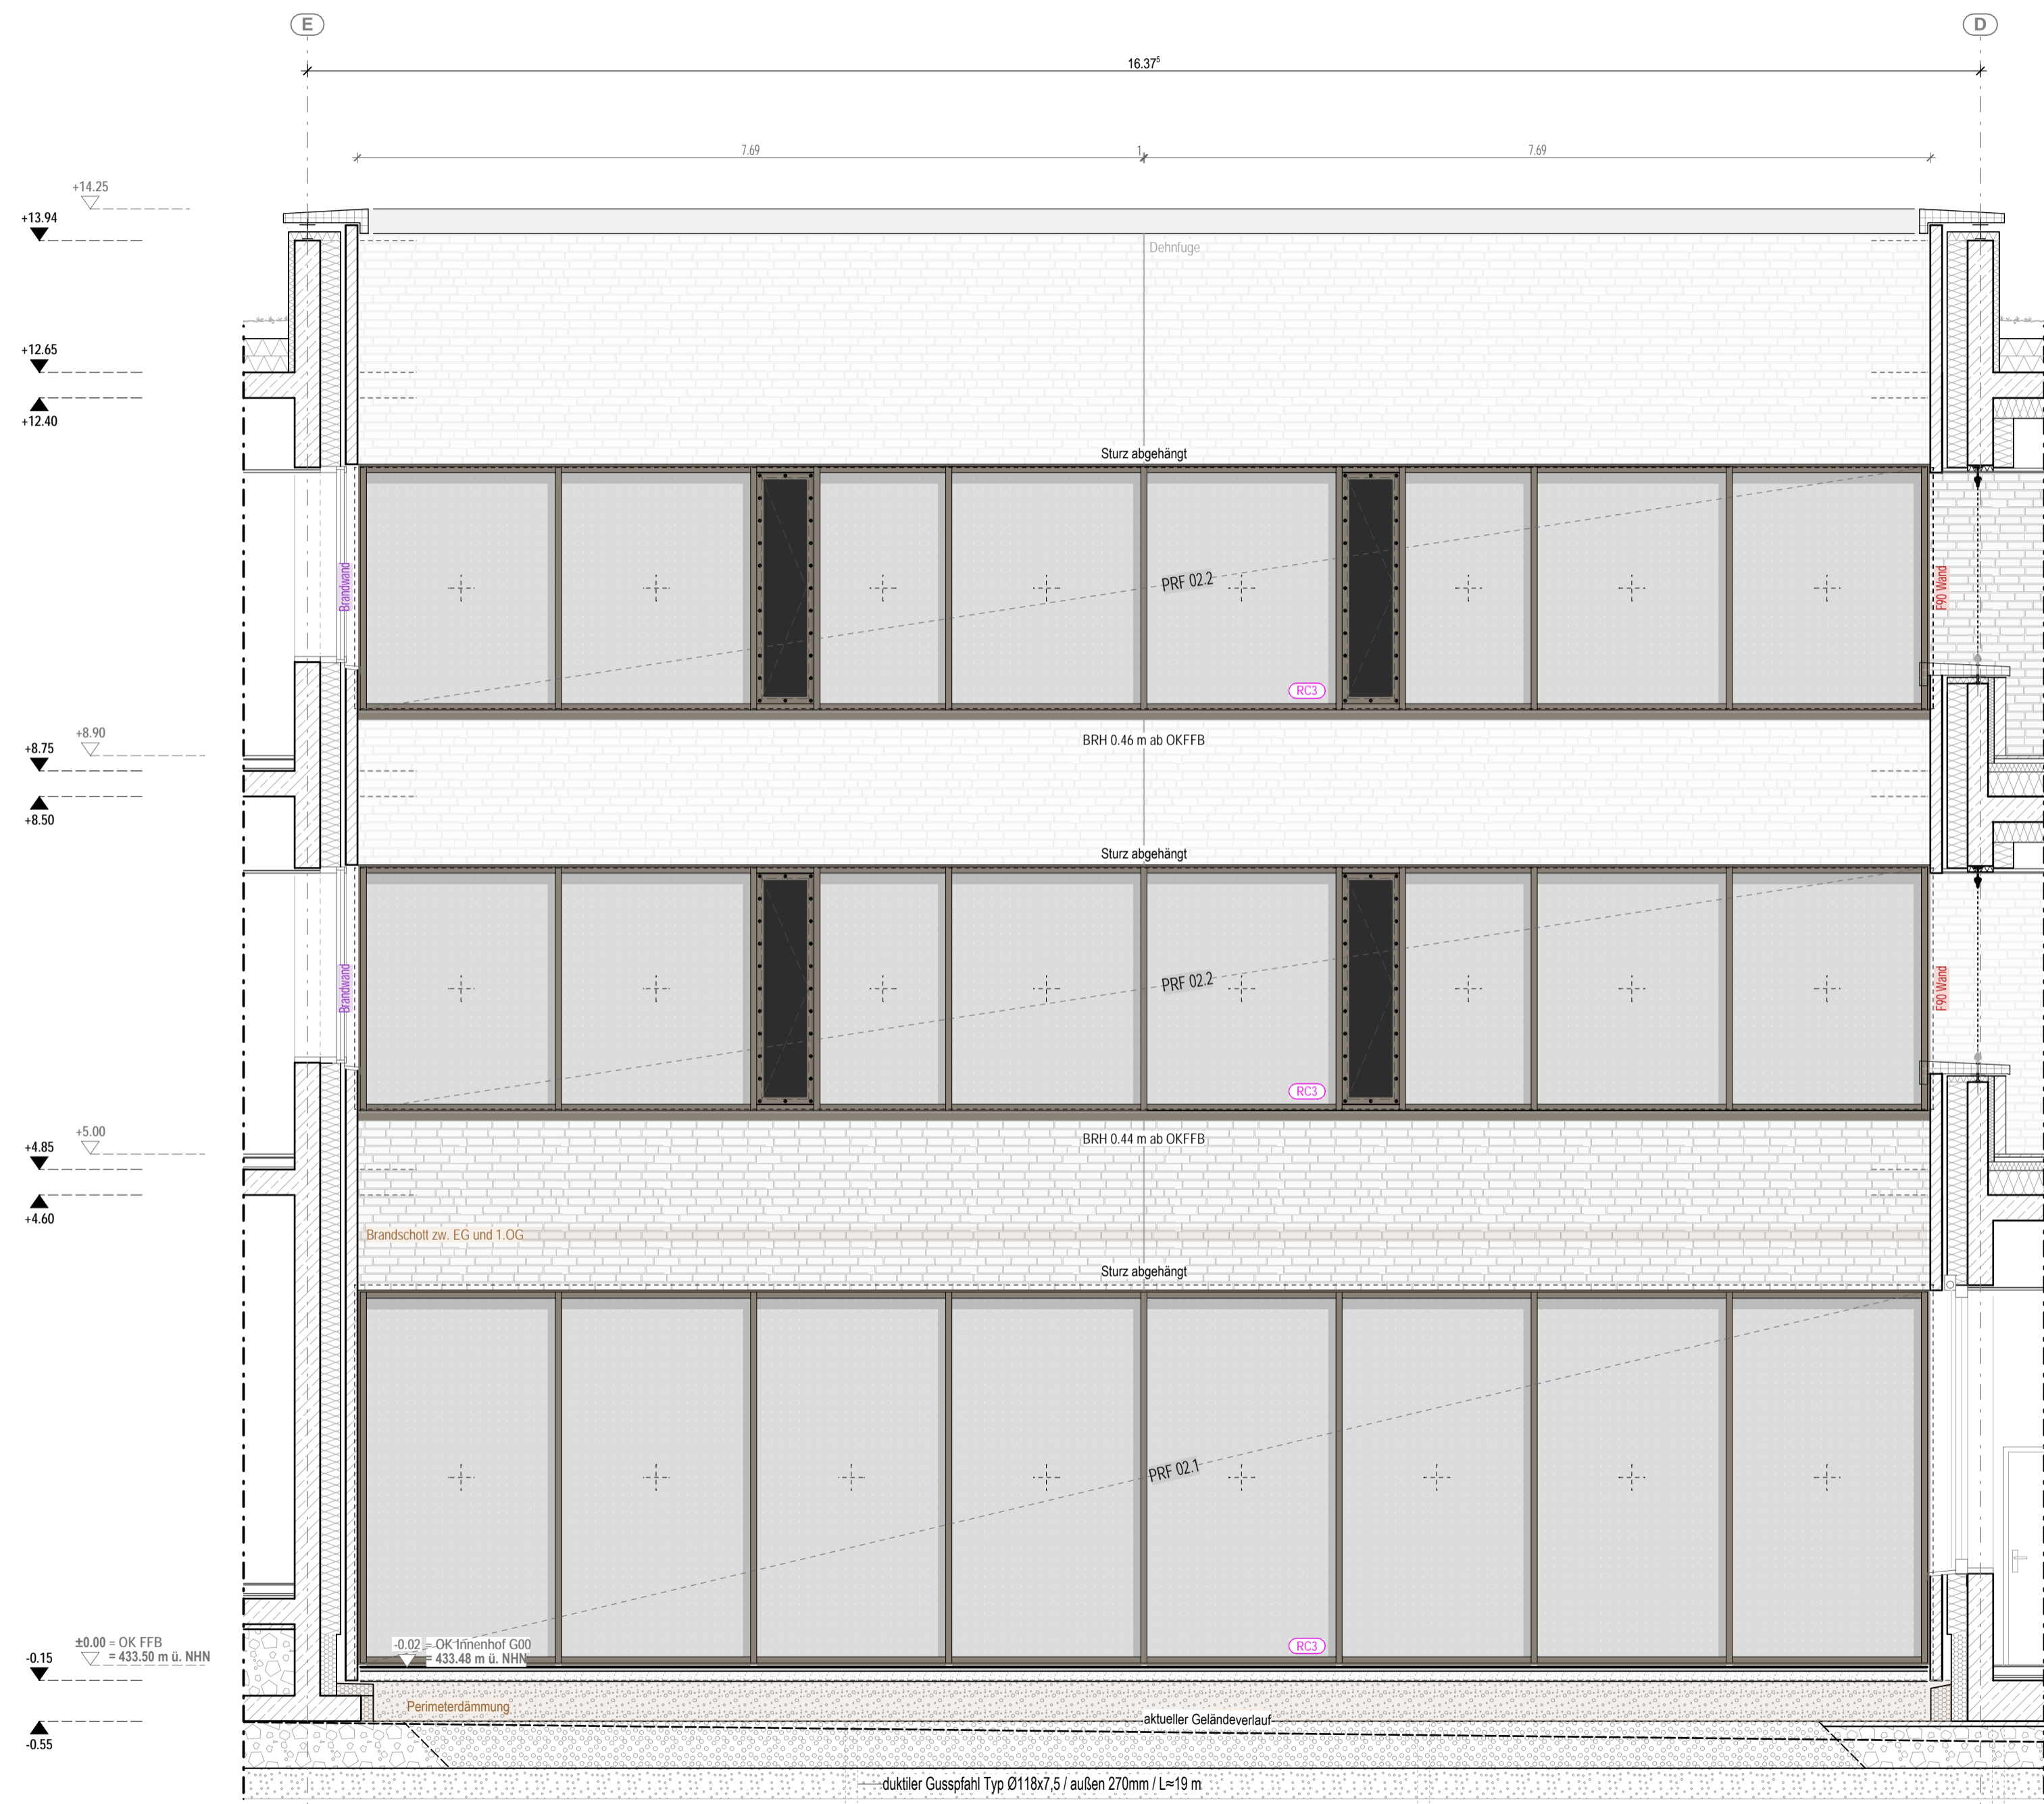 E
D
16.37⁵
7.69
1
7.69
+14.25
+13.94
Dehnfuge
+12.65
+12.40
Sturz abgehängt
Brandwand
PRF 02.2
F90 Wand
RC3
+8.90
+8.75
BRH 0.46 m ab OKFFB
+8.50
Sturz abgehängt
Brandwand
PRF 02.2
F90 Wand
RC3
+5.00
+4.85
BRH 0.44 m ab OKFFB
+4.60
Brandschott zw. EG und 1.OG
Sturz abgehängt
PRF 02.1
RC3
±0.00 = OK FFB
= 433.50 m ü. NHN
-0.02 = OK Innenhof G00
= 433.48 m ü. NHN
-0.15
Perimeterdämmung
aktueller Geländeverlauf
-0.55
duktiler Gusspfahl Typ Ø118x7,5 / außen 270mm / L≈19 m